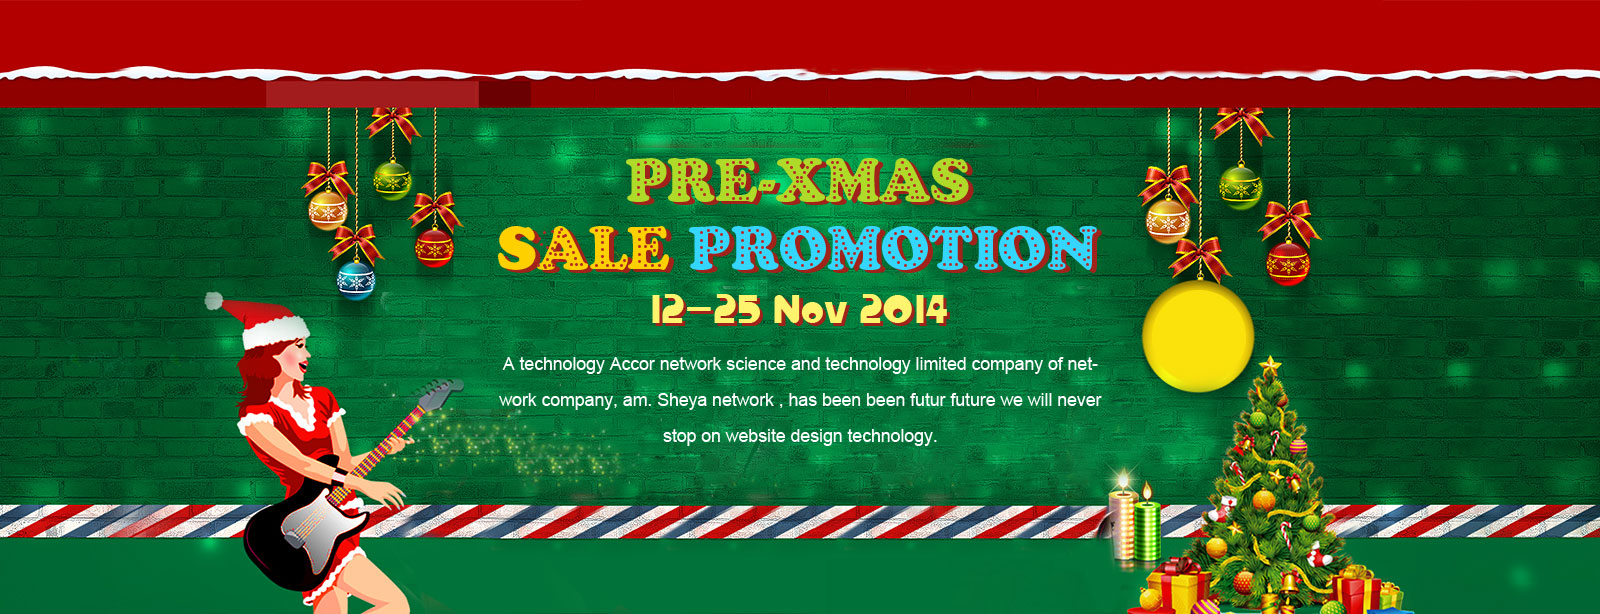 PRE-XMAS
SALE PROMOTION
12–25 Nov 2014
A technology Accor network science and technology limited company of net-
work company, am. Sheya network , has been been futur future we will never
stop on website design technology.